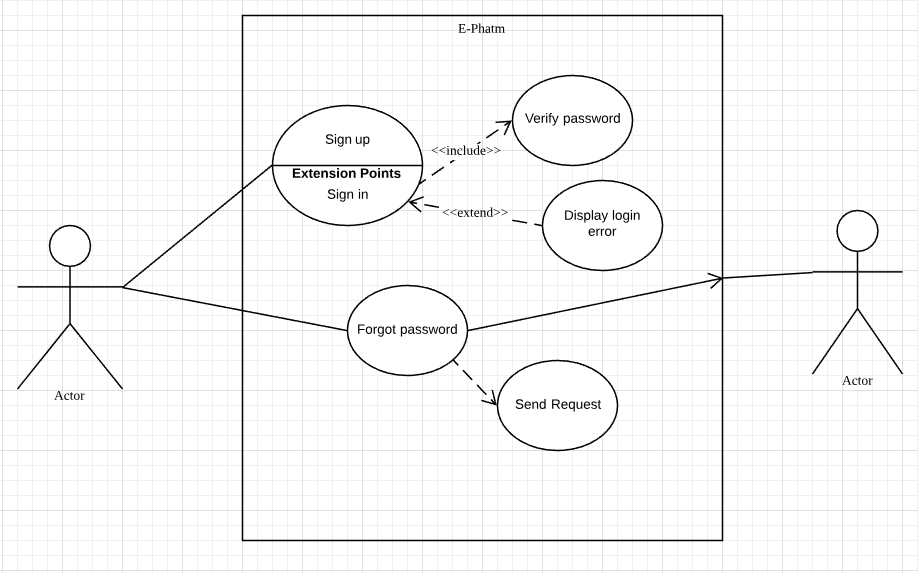 E-Phatm
Sign up
Extension Points
Sign in
<<include>>
Verify password
<<extend>>
Display login
error
Forgot password
Send Request
Actor
Actor